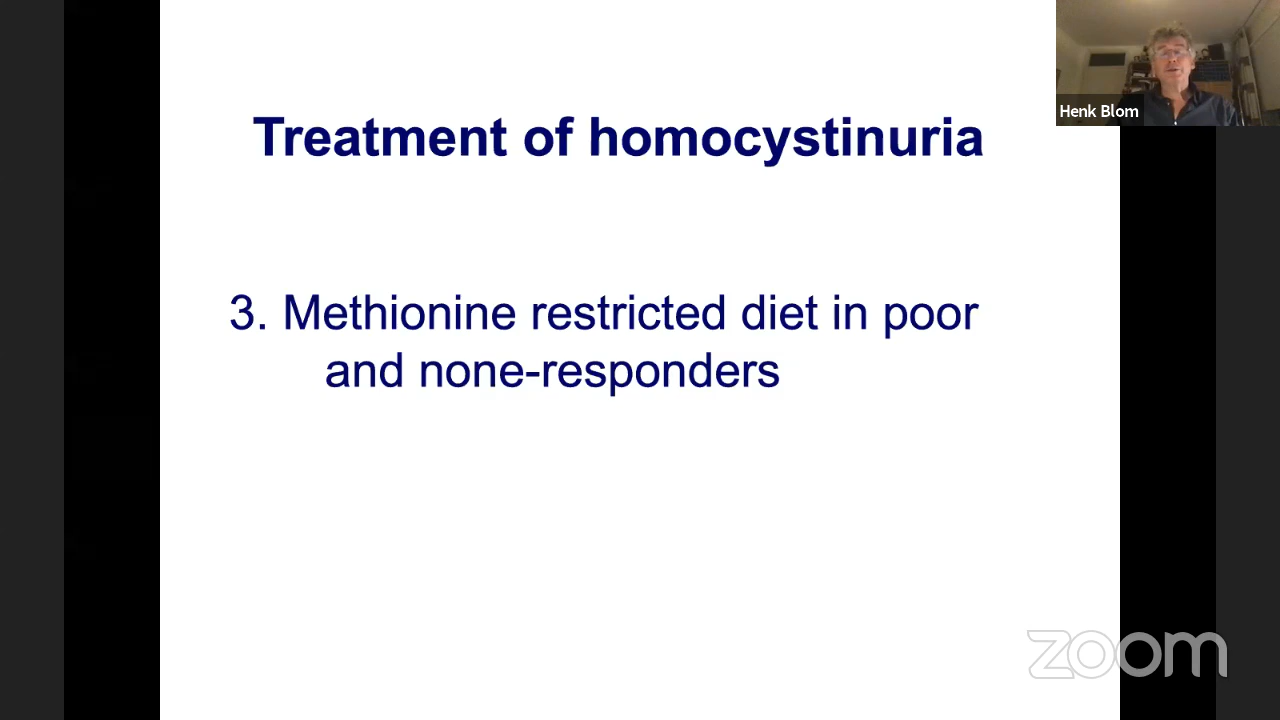 Henk Blom
Treatment of homocystinuria
3. Methionine restricted diet in poor
and none-responders
zoom